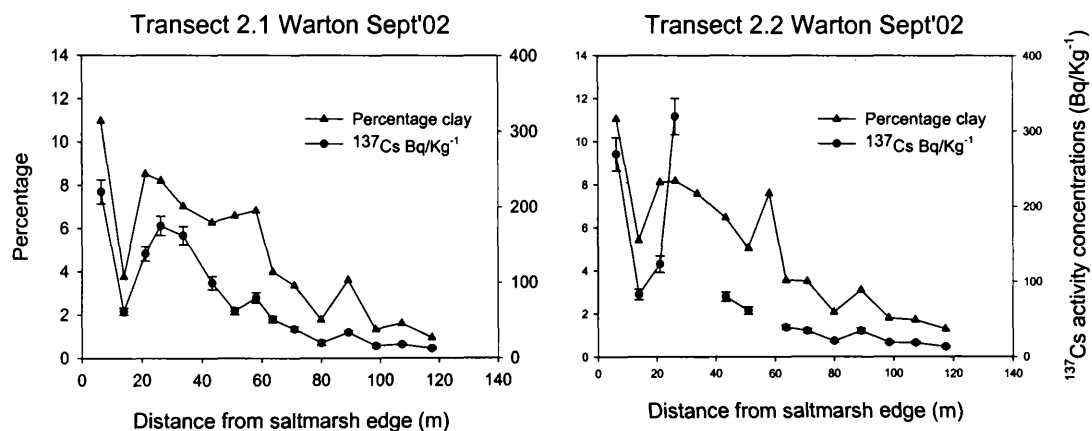 Transect 2.1 Warton Sept'02
14
12
10
8
6
4
2
0
Percentage
400
300
200
100
0
Percentage clay
¹³⁷Cs Bq/Kg⁻¹
0 20 40 60 80 100 120 140
Distance from saltmarsh edge (m)
Transect 2.2 Warton Sept'02
14
12
10
8
6
4
2
0
400
300
200
100
0
¹³⁷Cs activity concentrations (Bq/Kg⁻¹)
Percentage clay
¹³⁷Cs Bq/Kg⁻¹
0 20 40 60 80 100 120 140
Distance from saltmarsh edge (m)